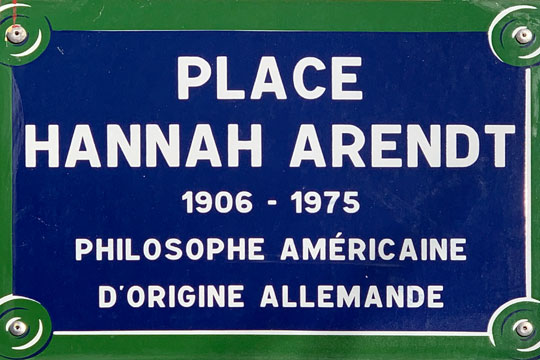 PLACE
HANNAH ARENDT
1906 - 1975
PHILOSOPHE AMÉRICAINE
D'ORIGINE ALLEMANDE